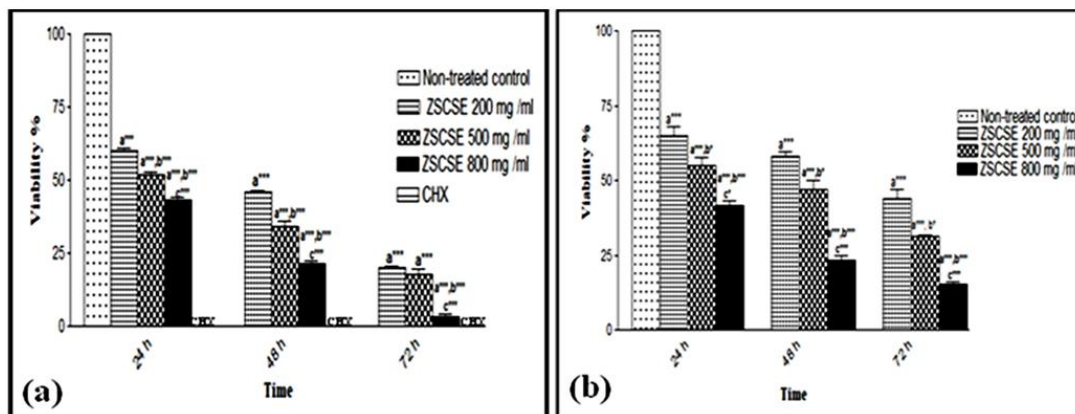 100
75
50
25
0
Viability %
Non-treated control
ZSCSE 200 mg /ml
ZSCSE 500 mg /ml
ZSCSE 800 mg /ml
CHX
a***
a***,b***
a***,b***
c***
CHX
a***
a***,b***
a***,b***
c***
CHX
a***
a***
a***,b***
c***
CHX
24 h
48 h
72 h
Time
(a)
100
75
50
25
0
Viability %
Non-treated control
ZSCSE 200 mg /ml
ZSCSE 500 mg /ml
ZSCSE 800 mg /ml
a***
a***,b*
a***,b***
c*
a***
a***,b*
a***,b***
c***
a***
a***, b*
a***,b***
c***
24 h
48 h
72 h
Time
(b)